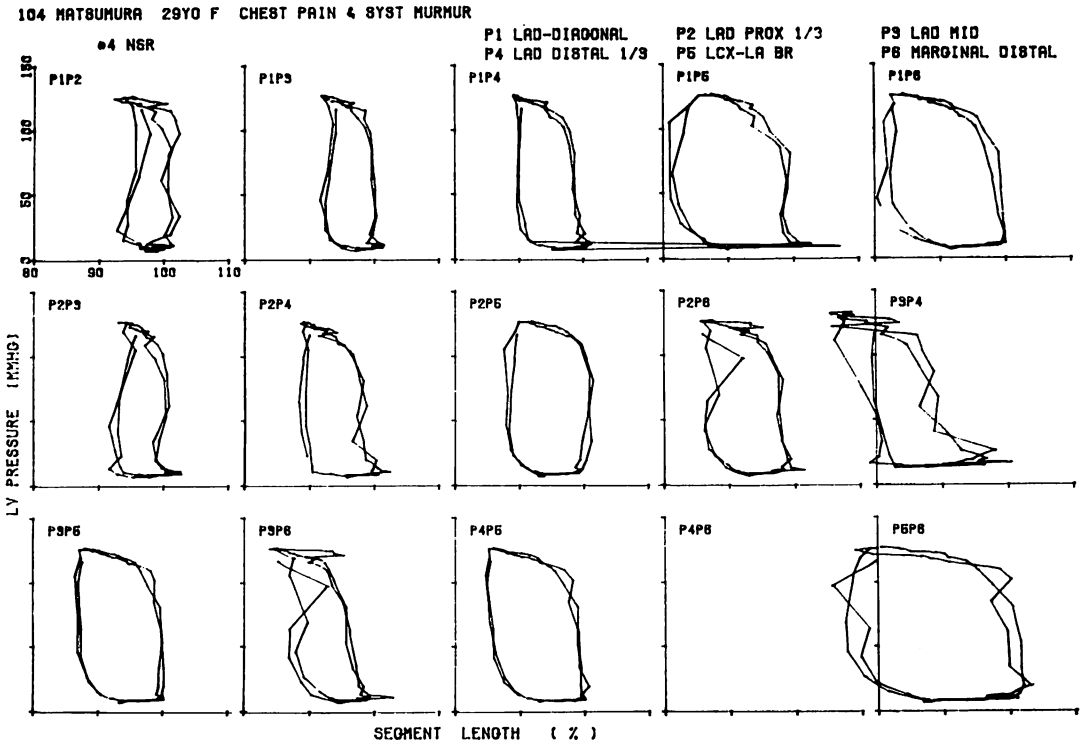 104 MATSUMURA 29YO F CHEST PAIN & SYST MURMUR
#4 NSR
P1 LAD-DIAGONAL P2 LAD PROX 1/3 P3 LAD MID
P4 LAD DISTAL 1/3 P5 LCX-LA BR P6 MARGINAL DISTAL
P1P2 P1P3 P1P4 P1P5 P1P6
150
100
50
0
80 90 100 110
P2P3 P2P4 P2P5 P2P6 P3P4
LV PRESSURE (MMHG)
P3P5 P3P6 P4P5 P4P6 P5P6
SEGMENT LENGTH ( % )